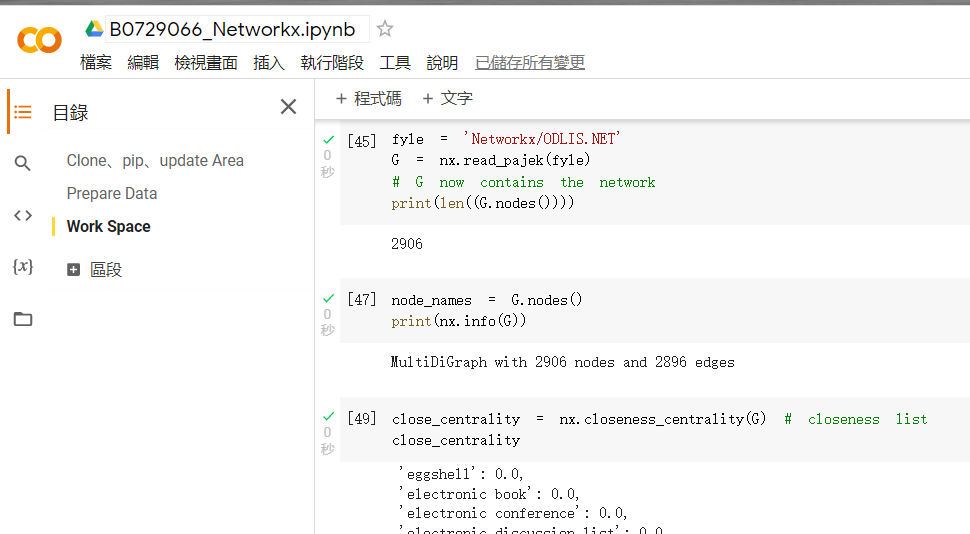 B0729066_Networkx.ipynb
檔案 編輯 檢視畫面 插入 執行階段 工具 說明 已儲存所有變更
目錄
Clone、pip、update Area
Prepare Data
Work Space
區段
+ 程式碼 + 文字
[45] fyle = 'Networkx/ODLIS.NET'
0 秒
G = nx.read_pajek(fyle)
# G now contains the network
print(len((G.nodes())))
2906
[47] node_names = G.nodes()
0 秒
print(nx.info(G))
MultiDiGraph with 2906 nodes and 2896 edges
[49] close_centrality = nx.closeness_centrality(G) # closeness list
0 秒
close_centrality
'eggshell': 0.0,
'electronic book': 0.0,
'electronic conference': 0.0,
'electronic discussion list': 0.0